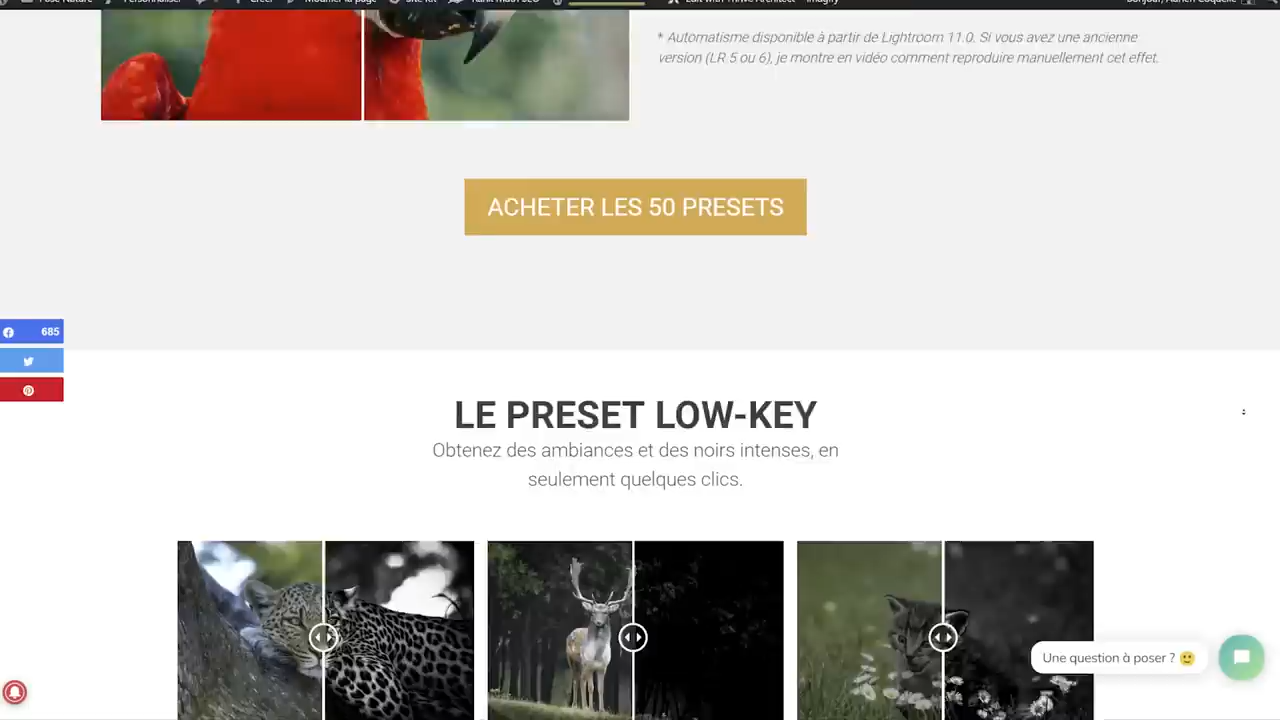 * Automatisme disponible à partir de Lightroom 11.0. Si vous avez une ancienne
version (LR 5 ou 6), je montre en vidéo comment reproduire manuellement cet effet.
ACHETER LES 50 PRESETS
685
LE PRESET LOW-KEY
Obtenez des ambiances et des noirs intenses, en
seulement quelques clics.
Une question à poser ?